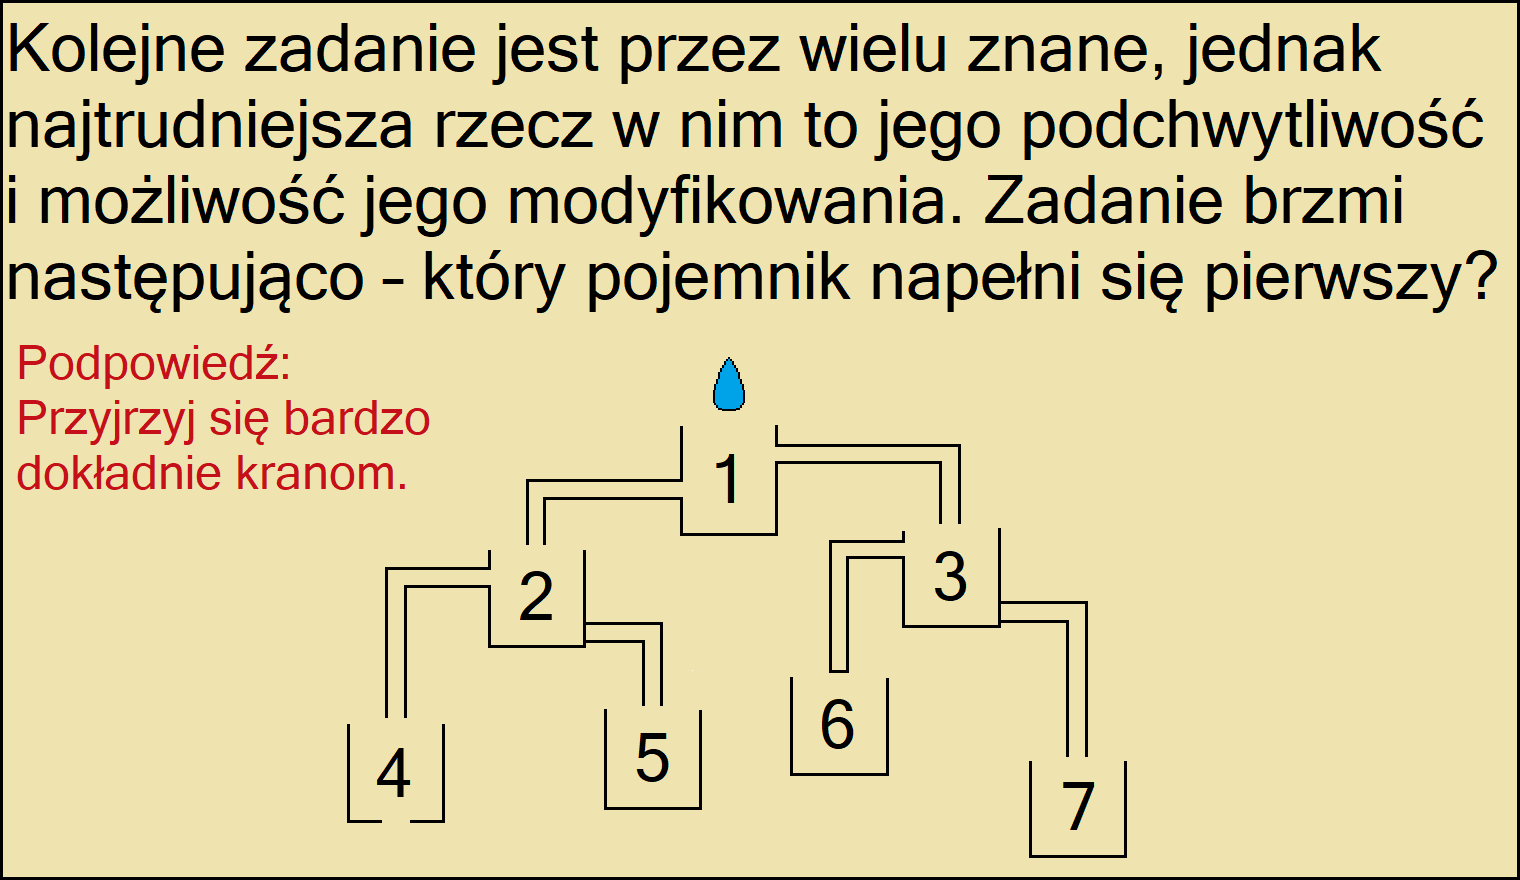 Kolejne zadanie jest przez wielu znane, jednak
najtrudniejsza rzecz w nim to jego podchwytliwość
i możliwość jego modyfikowania. Zadanie brzmi
następująco - który pojemnik napełni się pierwszy?
Podpowiedź:
Przyjrzyj się bardzo
dokładnie kranom.
1
2
3
4
5
6
7